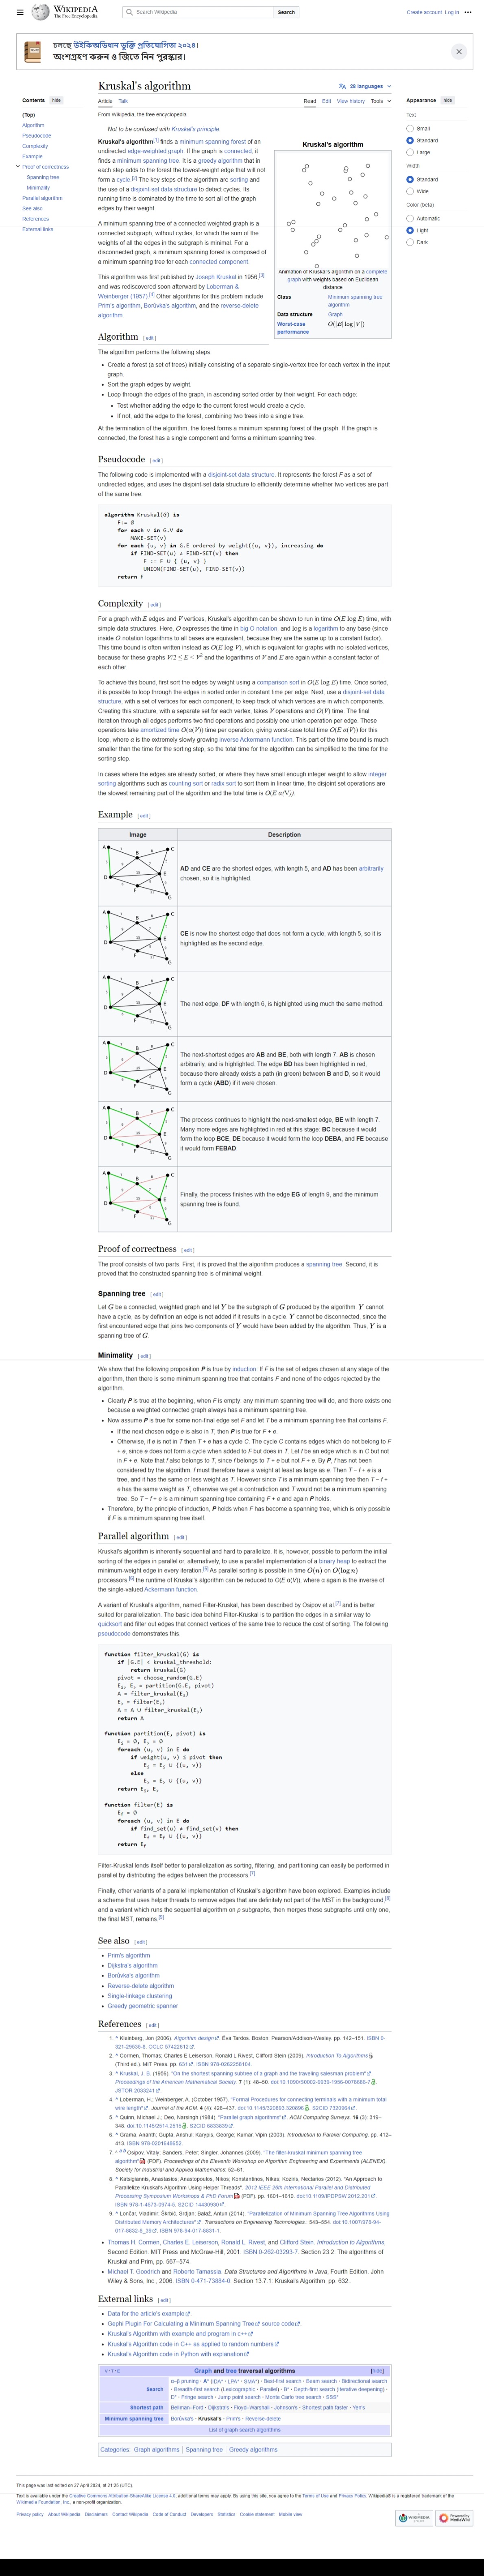 WIKIPEDIA
The Free Encyclopedia
Search Wikipedia
Search
Create account Log in
চলছে উইকিঅভিধান ভুক্তি প্রতিযোগিতা ২০২৪।
অংশগ্রহণ করুন ও জিতে নিন পুরস্কার।
Contents hide
(Top)
Algorithm
Pseudocode
Complexity
Example
Proof of correctness
Spanning tree
Minimality
Parallel algorithm
See also
References
External links
Kruskal's algorithm
28 languages
Article Talk
Read Edit View history Tools
From Wikipedia, the free encyclopedia
Appearance hide
Text
Small
Standard
Large
Width
Standard
Wide
Color (beta)
Automatic
Light
Dark
Not to be confused with Kruskal's principle.
Kruskal's algorithm[1] finds a minimum spanning forest of an
undirected edge-weighted graph. If the graph is connected, it
finds a minimum spanning tree. It is a greedy algorithm that in
each step adds to the forest the lowest-weight edge that will not
form a cycle.[2] The key steps of the algorithm are sorting and
the use of a disjoint-set data structure to detect cycles. Its
running time is dominated by the time to sort all of the graph
edges by their weight.
A minimum spanning tree of a connected weighted graph is a
connected subgraph, without cycles, for which the sum of the
weights of all the edges in the subgraph is minimal. For a
disconnected graph, a minimum spanning forest is composed of
a minimum spanning tree for each connected component.
This algorithm was first published by Joseph Kruskal in 1956,[3]
and was rediscovered soon afterward by Loberman &
Weinberger (1957).[4] Other algorithms for this problem include
Prim's algorithm, Borůvka's algorithm, and the reverse-delete
algorithm.
Kruskal's algorithm
Animation of Kruskal's algorithm on a complete
graph with weights based on Euclidean
distance
Class Minimum spanning tree
algorithm
Data structure Graph
Worst-case
performance O(|E| log |V|)
Algorithm [ edit ]
The algorithm performs the following steps:
Create a forest (a set of trees) initially consisting of a separate single-vertex tree for each vertex in the input
graph.
Sort the graph edges by weight.
Loop through the edges of the graph, in ascending sorted order by their weight. For each edge:
Test whether adding the edge to the current forest would create a cycle.
If not, add the edge to the forest, combining two trees into a single tree.
At the termination of the algorithm, the forest forms a minimum spanning forest of the graph. If the graph is
connected, the forest has a single component and forms a minimum spanning tree.
Pseudocode [ edit ]
The following code is implemented with a disjoint-set data structure. It represents the forest F as a set of
undirected edges, and uses the disjoint-set data structure to efficiently determine whether two vertices are part
of the same tree.
algorithm Kruskal(G) is
F:= ∅
for each v in G.V do
MAKE-SET(v)
for each {u, v} in G.E ordered by weight({u, v}), increasing do
if FIND-SET(u) ≠ FIND-SET(v) then
F := F ∪ { {u, v} }
UNION(FIND-SET(u), FIND-SET(v))
return F
Complexity [ edit ]
For a graph with E edges and V vertices, Kruskal's algorithm can be shown to run in time O(E log E) time, with
simple data structures. Here, O expresses the time in big O notation, and log is a logarithm to any base (since
inside O-notation logarithms to all bases are equivalent, because they are the same up to a constant factor).
This time bound is often written instead as O(E log V), which is equivalent for graphs with no isolated vertices,
because for these graphs V/2 ≤ E < V2 and the logarithms of V and E are again within a constant factor of
each other.
To achieve this bound, first sort the edges by weight using a comparison sort in O(E log E) time. Once sorted,
it is possible to loop through the edges in sorted order in constant time per edge. Next, use a disjoint-set data
structure, with a set of vertices for each component, to keep track of which vertices are in which components.
Creating this structure, with a separate set for each vertex, takes V operations and O(V) time. The final
iteration through all edges performs two find operations and possibly one union operation per edge. These
operations take amortized time O(α(V)) time per operation, giving worst-case total time O(E α(V)) for this
loop, where α is the extremely slowly growing inverse Ackermann function. This part of the time bound is much
smaller than the time for the sorting step, so the total time for the algorithm can be simplified to the time for the
sorting step.
In cases where the edges are already sorted, or where they have small enough integer weight to allow integer
sorting algorithms such as counting sort or radix sort to sort them in linear time, the disjoint set operations are
the slowest remaining part of the algorithm and the total time is O(E α(V)).
Example [ edit ]
Image Description
AD and CE are the shortest edges, with length 5, and AD has been arbitrarily
chosen, so it is highlighted.
CE is now the shortest edge that does not form a cycle, with length 5, so it is
highlighted as the second edge.
The next edge, DF with length 6, is highlighted using much the same method.
The next-shortest edges are AB and BE, both with length 7. AB is chosen
arbitrarily, and is highlighted. The edge BD has been highlighted in red,
because there already exists a path (in green) between B and D, so it would
form a cycle (ABD) if it were chosen.
The process continues to highlight the next-smallest edge, BE with length 7.
Many more edges are highlighted in red at this stage: BC because it would
form the loop BCE, DE because it would form the loop DEBA, and FE because
it would form FEBAD.
Finally, the process finishes with the edge EG of length 9, and the minimum
spanning tree is found.
Proof of correctness [ edit ]
The proof consists of two parts. First, it is proved that the algorithm produces a spanning tree. Second, it is
proved that the constructed spanning tree is of minimal weight.
Spanning tree [ edit ]
Let G be a connected, weighted graph and let Y be the subgraph of G produced by the algorithm. Y cannot
have a cycle, as by definition an edge is not added if it results in a cycle. Y cannot be disconnected, since the
first encountered edge that joins two components of Y would have been added by the algorithm. Thus, Y is a
spanning tree of G.
Minimality [ edit ]
We show that the following proposition P is true by induction: If F is the set of edges chosen at any stage of the
algorithm, then there is some minimum spanning tree that contains F and none of the edges rejected by the
algorithm.
Clearly P is true at the beginning, when F is empty: any minimum spanning tree will do, and there exists one
because a weighted connected graph always has a minimum spanning tree.
Now assume P is true for some non-final edge set F and let T be a minimum spanning tree that contains F.
If the next chosen edge e is also in T, then P is true for F + e.
Otherwise, if e is not in T then T + e has a cycle C. The cycle C contains edges which do not belong to F
+ e, since e does not form a cycle when added to F but does in T. Let f be an edge which is in C but not
in F + e. Note that f also belongs to T, since f belongs to T + e but not F + e. By P, f has not been
considered by the algorithm. f must therefore have a weight at least as large as e. Then T − f + e is a
tree, and it has the same or less weight as T. However since T is a minimum spanning tree then T − f +
e has the same weight as T, otherwise we get a contradiction and T would not be a minimum spanning
tree. So T − f + e is a minimum spanning tree containing F + e and again P holds.
Therefore, by the principle of induction, P holds when F has become a spanning tree, which is only possible
if F is a minimum spanning tree itself.
Parallel algorithm [ edit ]
Kruskal's algorithm is inherently sequential and hard to parallelize. It is, however, possible to perform the initial
sorting of the edges in parallel or, alternatively, to use a parallel implementation of a binary heap to extract the
minimum-weight edge in every iteration.[5] As parallel sorting is possible in time O(n) on O(log n)
processors,[6] the runtime of Kruskal's algorithm can be reduced to O(E α(V)), where α again is the inverse of
the single-valued Ackermann function.
A variant of Kruskal's algorithm, named Filter-Kruskal, has been described by Osipov et al.[7] and is better
suited for parallelization. The basic idea behind Filter-Kruskal is to partition the edges in a similar way to
quicksort and filter out edges that connect vertices of the same tree to reduce the cost of sorting. The following
pseudocode demonstrates this.
function filter_kruskal(G) is
if |G.E| < kruskal_threshold:
return kruskal(G)
pivot = choose_random(G.E)
E≤, E> = partition(G.E, pivot)
A = filter_kruskal(E≤)
E> = filter(E>)
A = A ∪ filter_kruskal(E>)
return A
function partition(E, pivot) is
E≤ = ∅, E> = ∅
foreach (u, v) in E do
if weight(u, v) ≤ pivot then
E≤ = E≤ ∪ {(u, v)}
else
E> = E> ∪ {(u, v)}
return E≤, E>
function filter(E) is
Ef = ∅
foreach (u, v) in E do
if find_set(u) ≠ find_set(v) then
Ef = Ef ∪ {(u, v)}
return Ef
Filter-Kruskal lends itself better to parallelization as sorting, filtering, and partitioning can easily be performed in
parallel by distributing the edges between the processors.[7]
Finally, other variants of a parallel implementation of Kruskal's algorithm have been explored. Examples include
a scheme that uses helper threads to remove edges that are definitely not part of the MST in the background,[8]
and a variant which runs the sequential algorithm on p subgraphs, then merges those subgraphs until only one,
the final MST, remains.[9]
See also [ edit ]
Prim's algorithm
Dijkstra's algorithm
Borůvka's algorithm
Reverse-delete algorithm
Single-linkage clustering
Greedy geometric spanner
References [ edit ]
1. ^ Kleinberg, Jon (2006). Algorithm design. Éva Tardos. Boston: Pearson/Addison-Wesley. pp. 142–151. ISBN 0-
321-29535-8. OCLC 57422612.
2. ^ Cormen, Thomas; Charles E Leiserson, Ronald L Rivest, Clifford Stein (2009). Introduction To Algorithms
(Third ed.). MIT Press. pp. 631. ISBN 978-0262258104.
3. ^ Kruskal, J. B. (1956). "On the shortest spanning subtree of a graph and the traveling salesman problem".
Proceedings of the American Mathematical Society. 7 (1): 48–50. doi:10.1090/S0002-9939-1956-0078686-7.
JSTOR 2033241.
4. ^ Loberman, H.; Weinberger, A. (October 1957). "Formal Procedures for connecting terminals with a minimum total
wire length". Journal of the ACM. 4 (4): 428–437. doi:10.1145/320893.320896. S2CID 7320964.
5. ^ Quinn, Michael J.; Deo, Narsingh (1984). "Parallel graph algorithms". ACM Computing Surveys. 16 (3): 319–
348. doi:10.1145/2514.2515. S2CID 6833839.
6. ^ Grama, Ananth; Gupta, Anshul; Karypis, George; Kumar, Vipin (2003). Introduction to Parallel Computing. pp. 412–
413. ISBN 978-0201648652.
7. ^ a b Osipov, Vitaly; Sanders, Peter; Singler, Johannes (2009). "The filter-kruskal minimum spanning tree
algorithm" (PDF). Proceedings of the Eleventh Workshop on Algorithm Engineering and Experiments (ALENEX).
Society for Industrial and Applied Mathematics: 52–61.
8. ^ Katsigiannis, Anastasios; Anastopoulos, Nikos; Konstantinos, Nikas; Koziris, Nectarios (2012). "An Approach to
Parallelize Kruskal's Algorithm Using Helper Threads". 2012 IEEE 26th International Parallel and Distributed
Processing Symposium Workshops & PhD Forum (PDF). pp. 1601–1610. doi:10.1109/IPDPSW.2012.201.
ISBN 978-1-4673-0974-5. S2CID 14430930.
9. ^ Lončar, Vladimir; Škrbić, Srdjan; Balaž, Antun (2014). "Parallelization of Minimum Spanning Tree Algorithms Using
Distributed Memory Architectures". Transactions on Engineering Technologies.: 543–554. doi:10.1007/978-94-
017-8832-8_39. ISBN 978-94-017-8831-1.
Thomas H. Cormen, Charles E. Leiserson, Ronald L. Rivest, and Clifford Stein. Introduction to Algorithms,
Second Edition. MIT Press and McGraw-Hill, 2001. ISBN 0-262-03293-7. Section 23.2: The algorithms of
Kruskal and Prim, pp. 567–574.
Michael T. Goodrich and Roberto Tamassia. Data Structures and Algorithms in Java, Fourth Edition. John
Wiley & Sons, Inc., 2006. ISBN 0-471-73884-0. Section 13.7.1: Kruskal's Algorithm, pp. 632..
External links [ edit ]
Data for the article's example.
Gephi Plugin For Calculating a Minimum Spanning Tree source code.
Kruskal's Algorithm with example and program in c++
Kruskal's Algorithm code in C++ as applied to random numbers
Kruskal's Algorithm code in Python with explanation
V·T·E Graph and tree traversal algorithms [hide]
Search α–β pruning · A* · IDA* · LPA* · SMA* · Best-first search · Beam search · Bidirectional search
· Breadth-first search (Lexicographic · Parallel) · B* · Depth-first search (Iterative deepening) ·
D* · Fringe search · Jump point search · Monte Carlo tree search · SSS*
Shortest path Bellman–Ford · Dijkstra's · Floyd–Warshall · Johnson's · Shortest path faster · Yen's
Minimum spanning tree Borůvka's · Kruskal's · Prim's · Reverse-delete
List of graph search algorithms
Categories: Graph algorithms | Spanning tree | Greedy algorithms
This page was last edited on 27 April 2024, at 21:25 (UTC).
Text is available under the Creative Commons Attribution-ShareAlike License 4.0; additional terms may apply. By using this site, you agree to the Terms of Use and Privacy Policy. Wikipedia® is a registered trademark of the
Wikimedia Foundation, Inc., a non-profit organization.
Privacy policy About Wikipedia Disclaimers Contact Wikipedia Code of Conduct Developers Statistics Cookie statement Mobile view
WIKIMEDIA
Powered by
MediaWiki